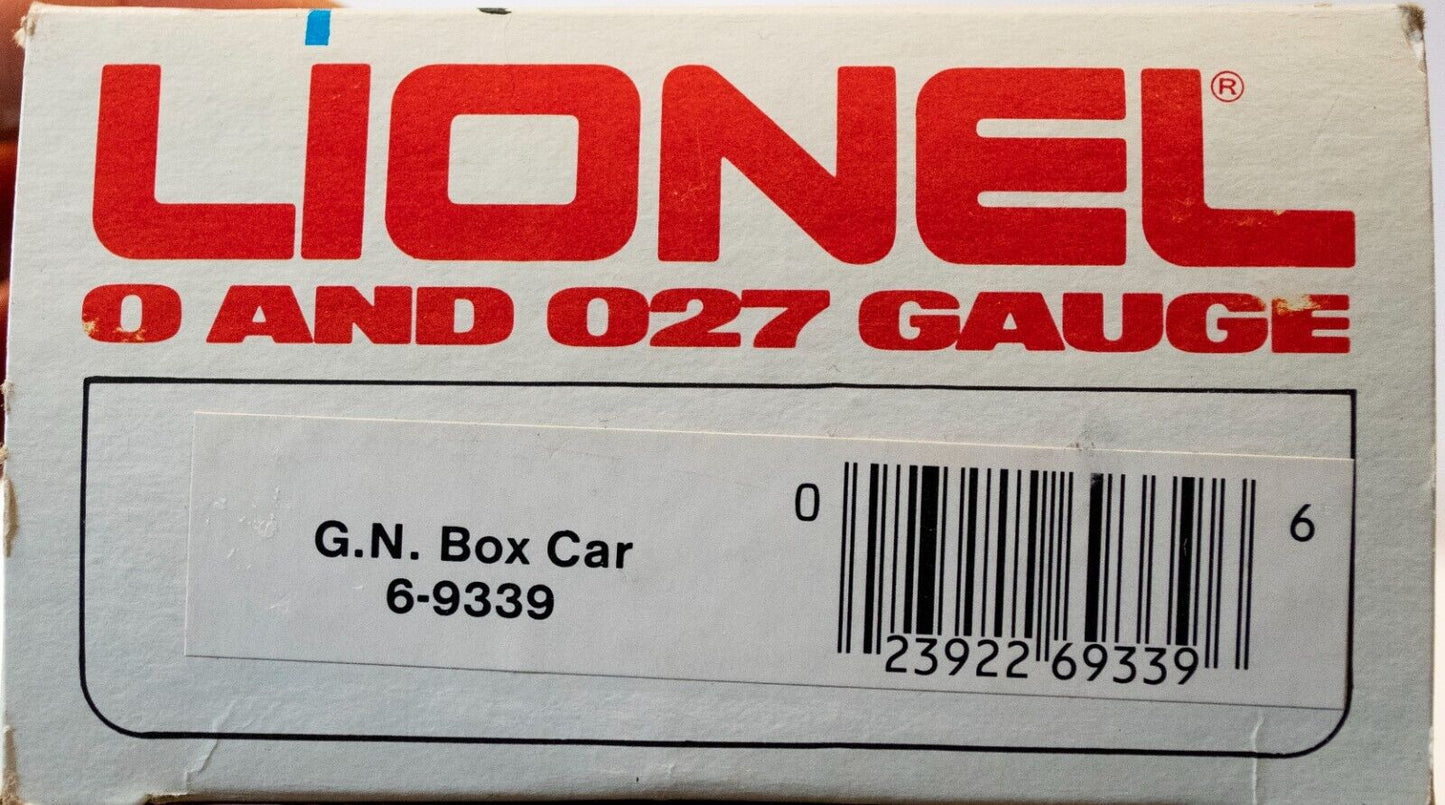 LIONEL®
O AND O27 GAUGE
G.N. Box Car
6-9339
0 23922 69339 6